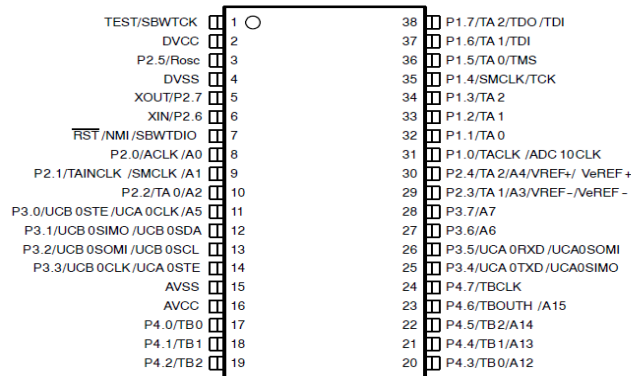 TEST/SBWTCK 1 38 P1.7/TA2/TDO/TDI
DVCC 2 37 P1.6/TA1/TDI
P2.5/Rosc 3 36 P1.5/TA0/TMS
DVSS 4 35 P1.4/SMCLK/TCK
XOUT/P2.7 5 34 P1.3/TA2
XIN/P2.6 6 33 P1.2/TA1
RST/NMI/SBWTDIO 7 32 P1.1/TA0
P2.0/ACLK/A0 8 31 P1.0/TACLK/ADC10CLK
P2.1/TAINCLK/SMCLK/A1 9 30 P2.4/TA2/A4/VREF+/VeREF+
P2.2/TA0/A2 10 29 P2.3/TA1/A3/VREF-/VeREF-
P3.0/UCB0STE/UCA0CLK/A5 11 28 P3.7/A7
P3.1/UCB0SIMO/UCB0SDA 12 27 P3.6/A6
P3.2/UCB0SOMI/UCB0SCL 13 26 P3.5/UCA0RXD/UCA0SOMI
P3.3/UCB0CLK/UCA0STE 14 25 P3.4/UCA0TXD/UCA0SIMO
AVSS 15 24 P4.7/TBCLK
AVCC 16 23 P4.6/TBOUTH/A15
P4.0/TB0 17 22 P4.5/TB2/A14
P4.1/TB1 18 21 P4.4/TB1/A13
P4.2/TB2 19 20 P4.3/TB0/A12